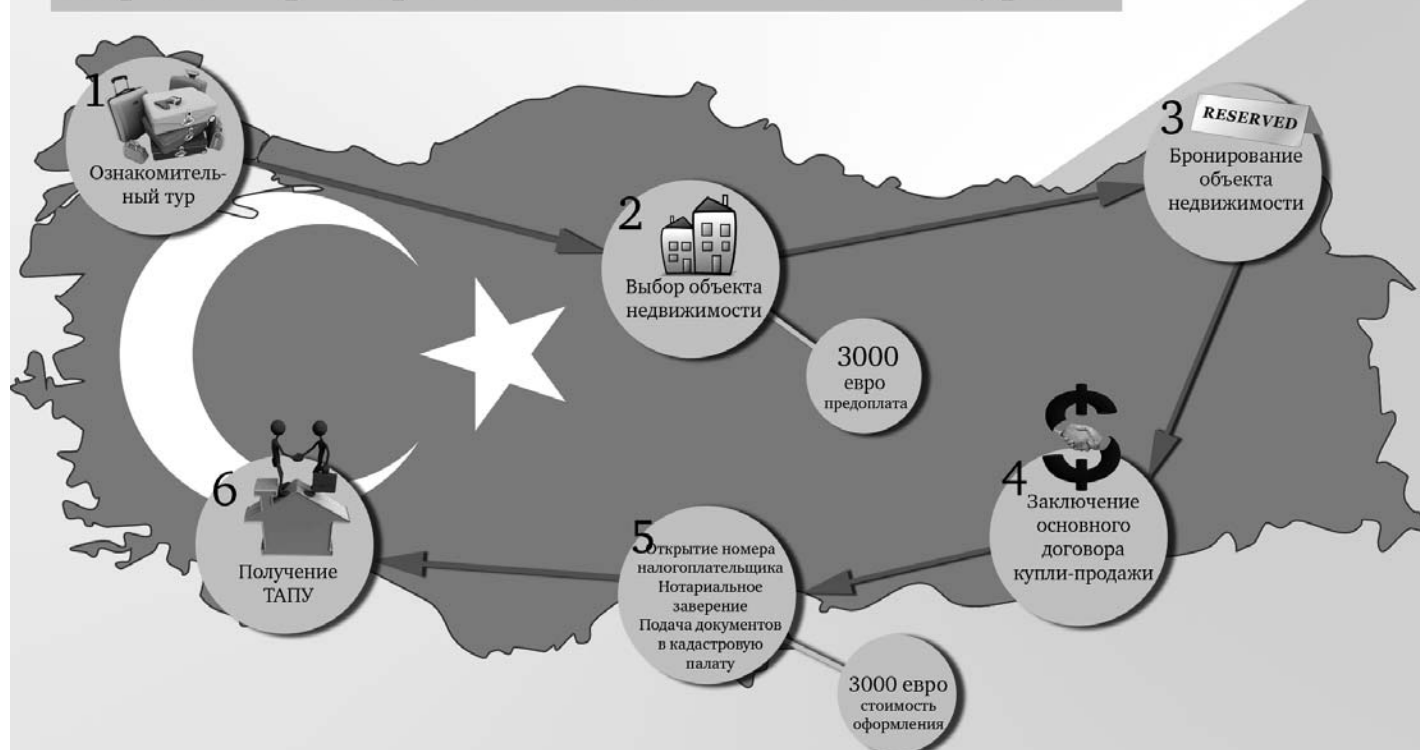 1
Ознакомитель-
ный тур
2
Выбор объекта
недвижимости
3000
евро
предоплата
3
RESERVED
Бронирование
объекта
недвижимости
4
Заключение
основного
договора
купли-продажи
5
Открытие номера
налогоплательщика
Нотариальное
заверение
Подача документов
в кадастровую
палату
3000 евро
стоимость
оформления
6
Получение
ТАПУ